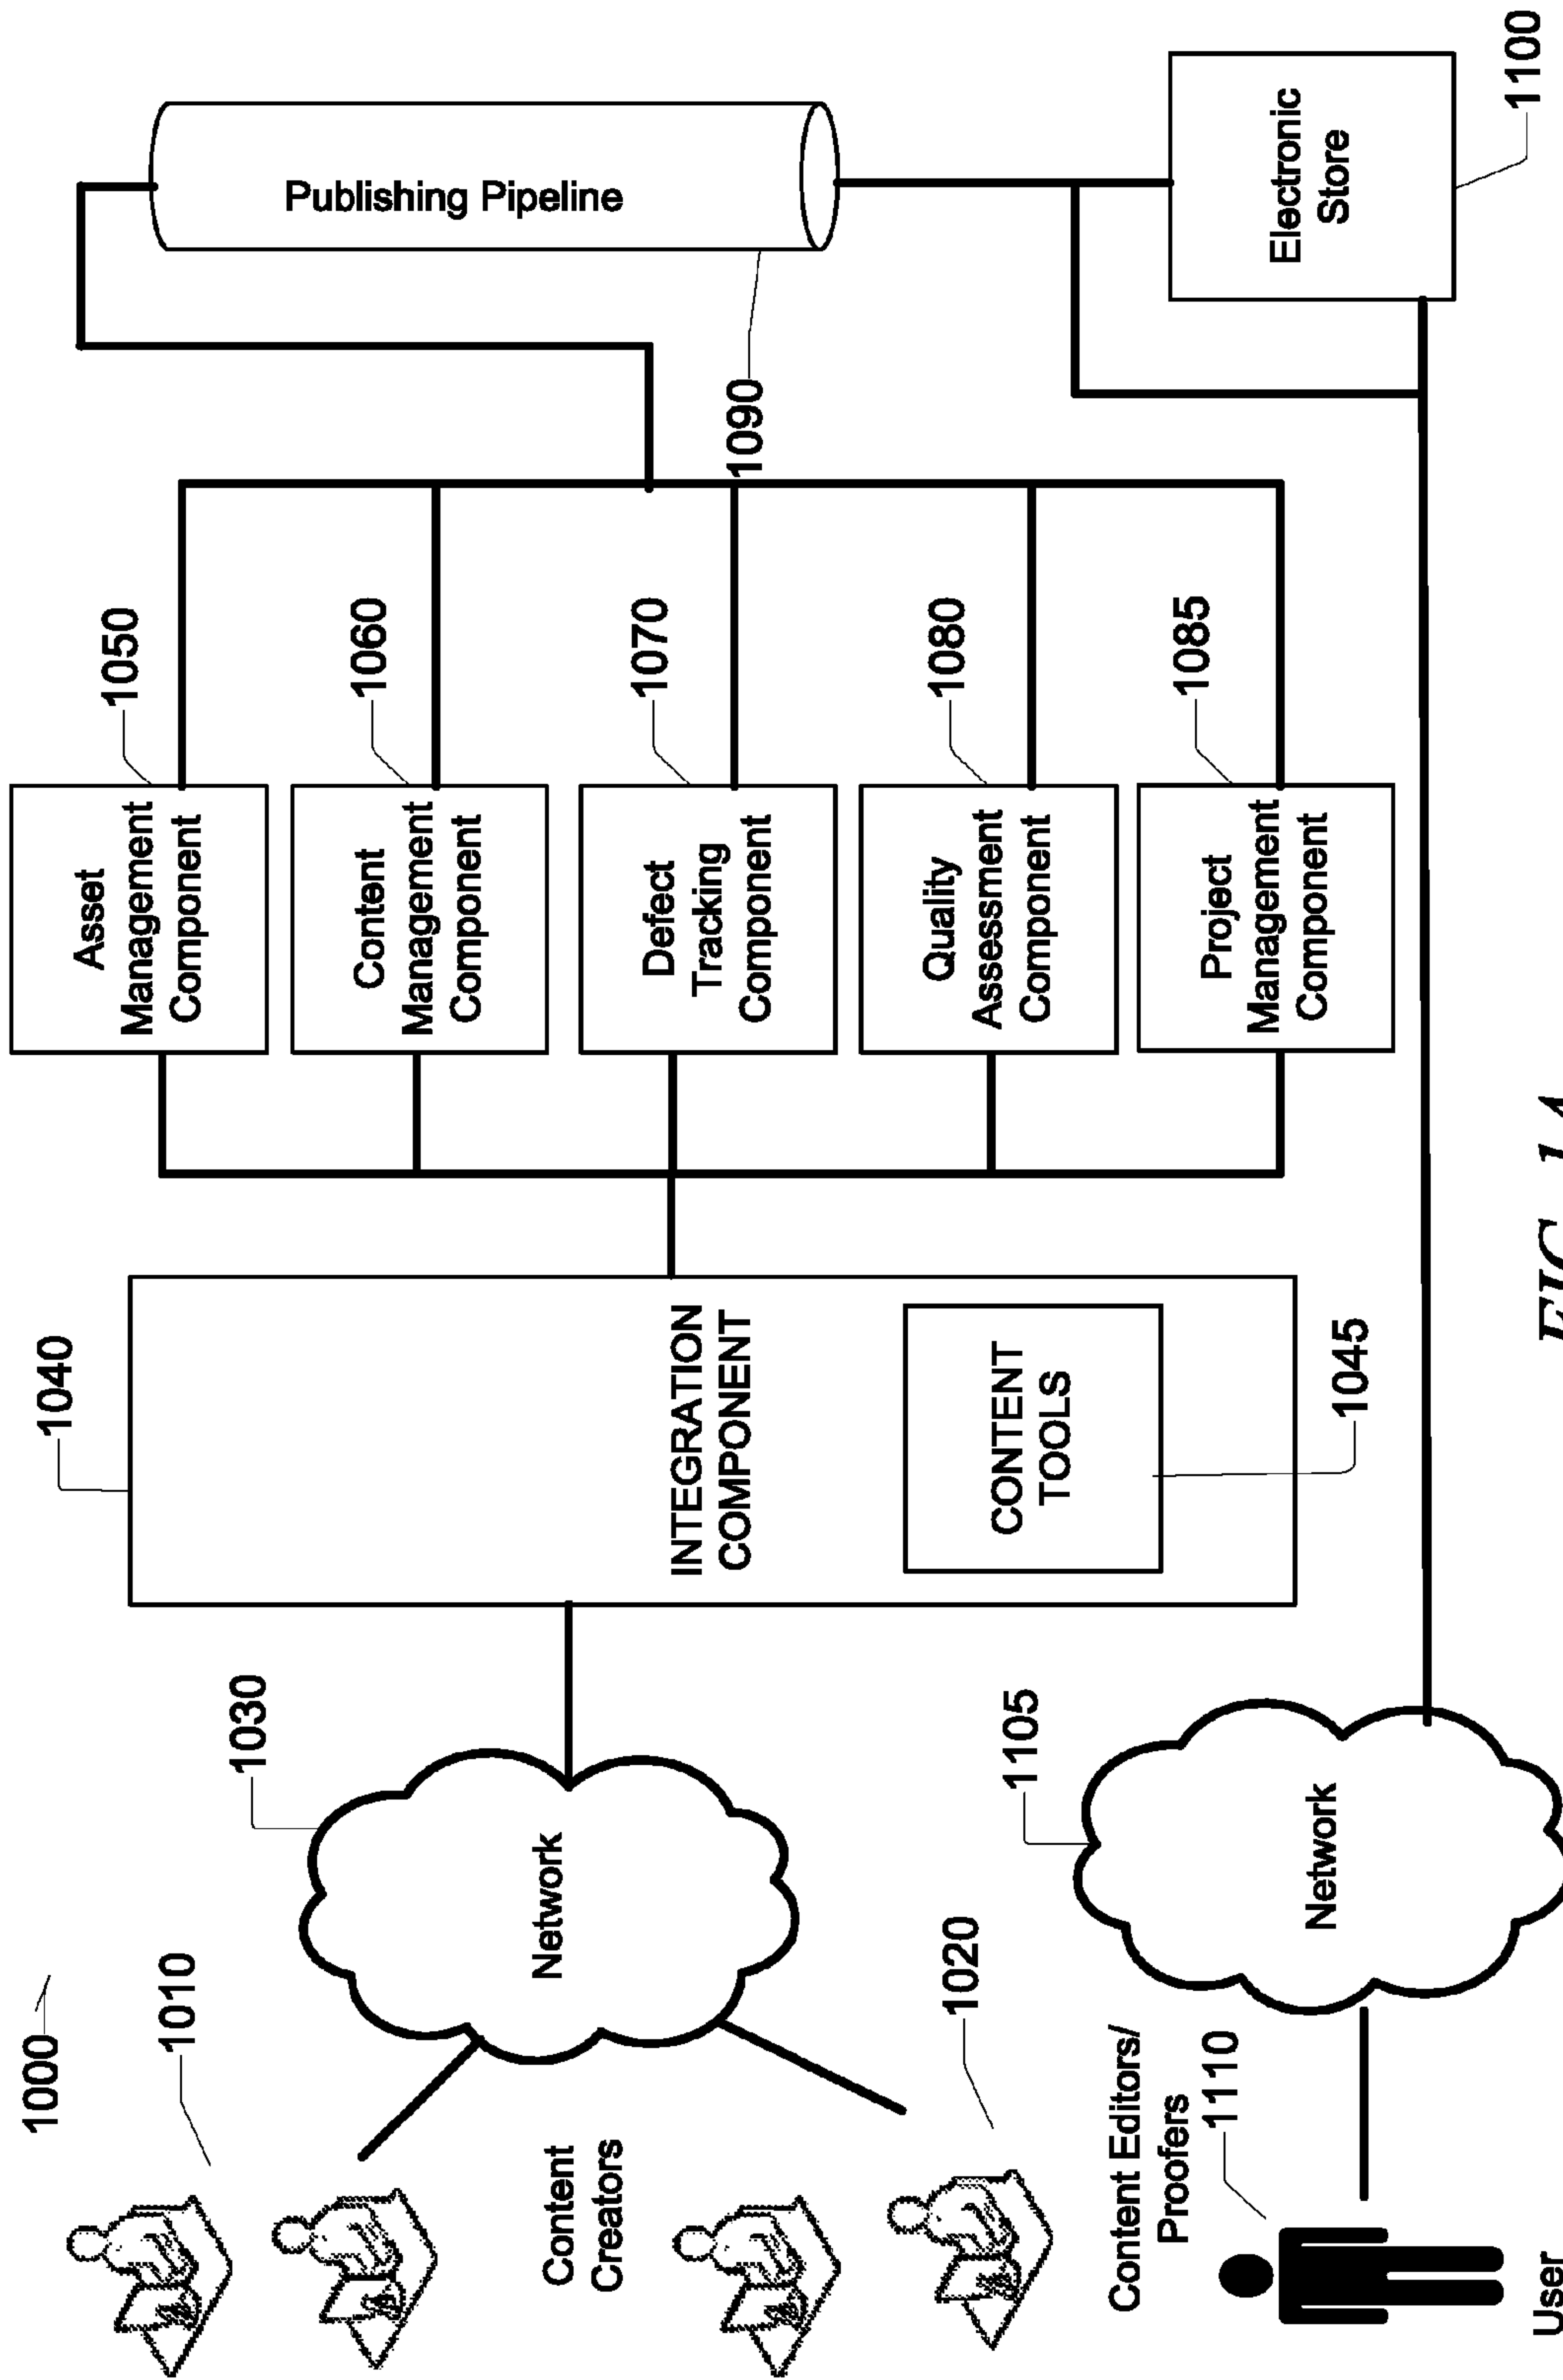 1000
1010
Content
Creators
1020
Content Editors/
Proofers
1110
User
1030
Network
1105
Network
1040
INTEGRATION
COMPONENT
CONTENT
TOOLS
1045
Asset
Management
Component
1050
Content
Management
Component
1060
Defect
Tracking
Component
1070
Quality
Assessment
Component
1080
Project
Management
Component
1085
Publishing Pipeline
1090
Electronic
Store
1100
FIG. 1A